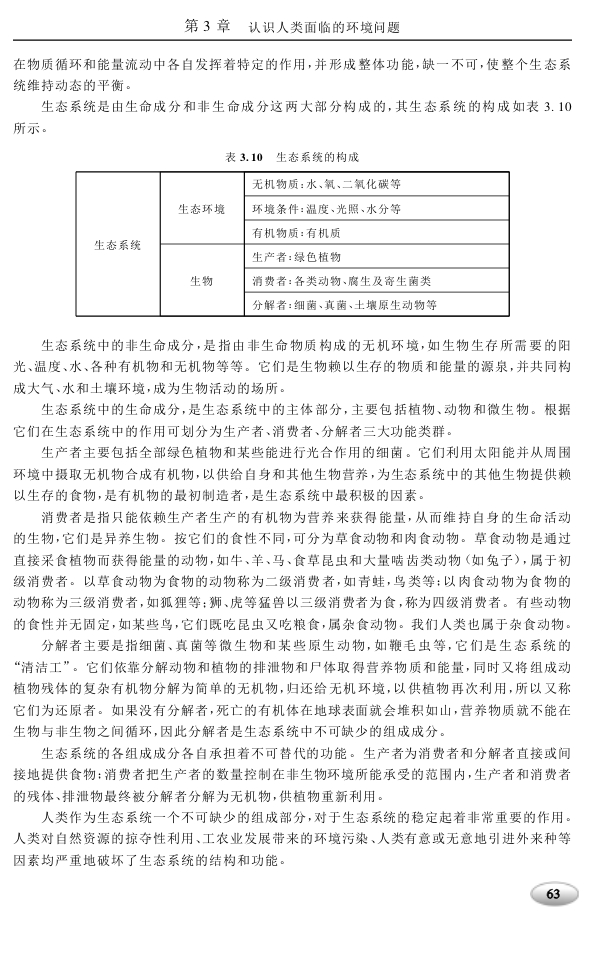 第 3 章 认识人类面临的环境问题
在物质循环和能量流动中各自发挥着特定的作用,并形成整体功能,缺一不可,使整个生态系
统维持动态的平衡。
生态系统是由生命成分和非生命成分这两大部分构成的,其生态系统的构成如表 3.10
所示。
表 3.10 生态系统的构成
无机物质:水、氧、二氧化碳等
生态环境
环境条件:温度、光照、水分等
有机物质:有机质
生态系统
生产者:绿色植物
生物
消费者:各类动物、腐生及寄生菌类
分解者:细菌、真菌、土壤原生动物等
生态系统中的非生命成分,是指由非生命物质构成的无机环境,如生物生存所需要的阳
光、温度、水、各种有机物和无机物等等。它们是生物赖以生存的物质和能量的源泉,并共同构
成大气、水和土壤环境,成为生物活动的场所。
生态系统中的生命成分,是生态系统中的主体部分,主要包括植物、动物和微生物。根据
它们在生态系统中的作用可划分为生产者、消费者、分解者三大功能类群。
生产者主要包括全部绿色植物和某些能进行光合作用的细菌。它们利用太阳能并从周围
环境中摄取无机物合成有机物,以供给自身和其他生物营养,为生态系统中的其他生物提供赖
以生存的食物,是有机物的最初制造者,是生态系统中最积极的因素。
消费者是指只能依赖生产者生产的有机物为营养来获得能量,从而维持自身的生命活动
的生物,它们是异养生物。按它们的食性不同,可分为草食动物和肉食动物。草食动物是通过
直接采食植物而获得能量的动物,如牛、羊、马、食草昆虫和大量啮齿类动物(如兔子),属于初
级消费者。以草食动物为食物的动物称为二级消费者,如青蛙,鸟类等;以肉食动物为食物的
动物称为三级消费者,如狐狸等;狮、虎等猛兽以三级消费者为食,称为四级消费者。有些动物
的食性并无固定,如某些鸟,它们既吃昆虫又吃粮食,属杂食动物。我们人类也属于杂食动物。
分解者主要是指细菌、真菌等微生物和某些原生动物,如鞭毛虫等,它们是生态系统的
“清洁工”。它们依靠分解动物和植物的排泄物和尸体取得营养物质和能量,同时又将组成动
植物残体的复杂有机物分解为简单的无机物,归还给无机环境,以供植物再次利用,所以又称
它们为还原者。如果没有分解者,死亡的有机体在地球表面就会堆积如山,营养物质就不能在
生物与非生物之间循环,因此分解者是生态系统中不可缺少的组成成分。
生态系统的各组成成分各自承担着不可替代的功能。生产者为消费者和分解者直接或间
接地提供食物;消费者把生产者的数量控制在非生物环境所能承受的范围内,生产者和消费者
的残体、排泄物最终被分解者分解为无机物,供植物重新利用。
人类作为生态系统一个不可缺少的组成部分,对于生态系统的稳定起着非常重要的作用。
人类对自然资源的掠夺性利用、工农业发展带来的环境污染、人类有意或无意地引进外来种等
因素均严重地破坏了生态系统的结构和功能。
63